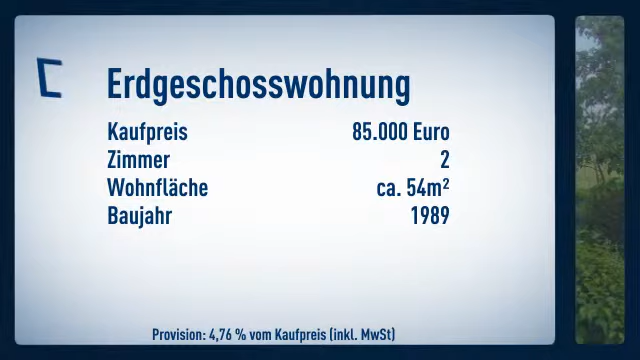 Erdgeschosswohnung
Kaufpreis 85.000 Euro
Zimmer 2
Wohnfläche ca. 54m²
Baujahr 1989
Provision: 4,76 % vom Kaufpreis (inkl. MwSt)